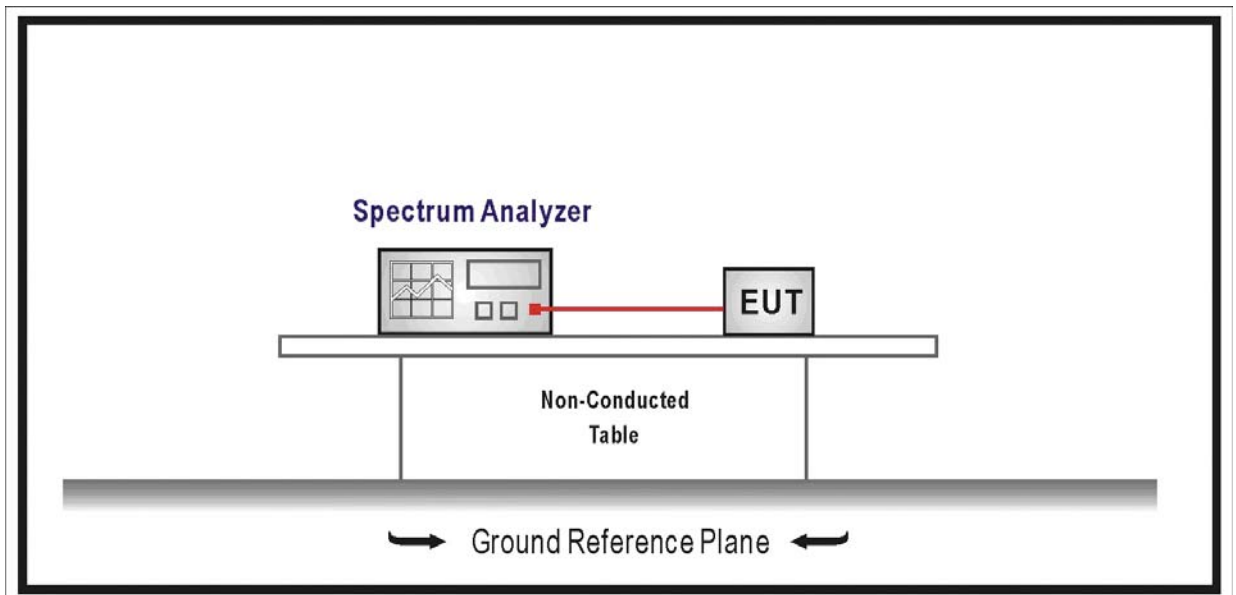 Spectrum Analyzer
EUT
Non-Conducted
Table
Ground Reference Plane